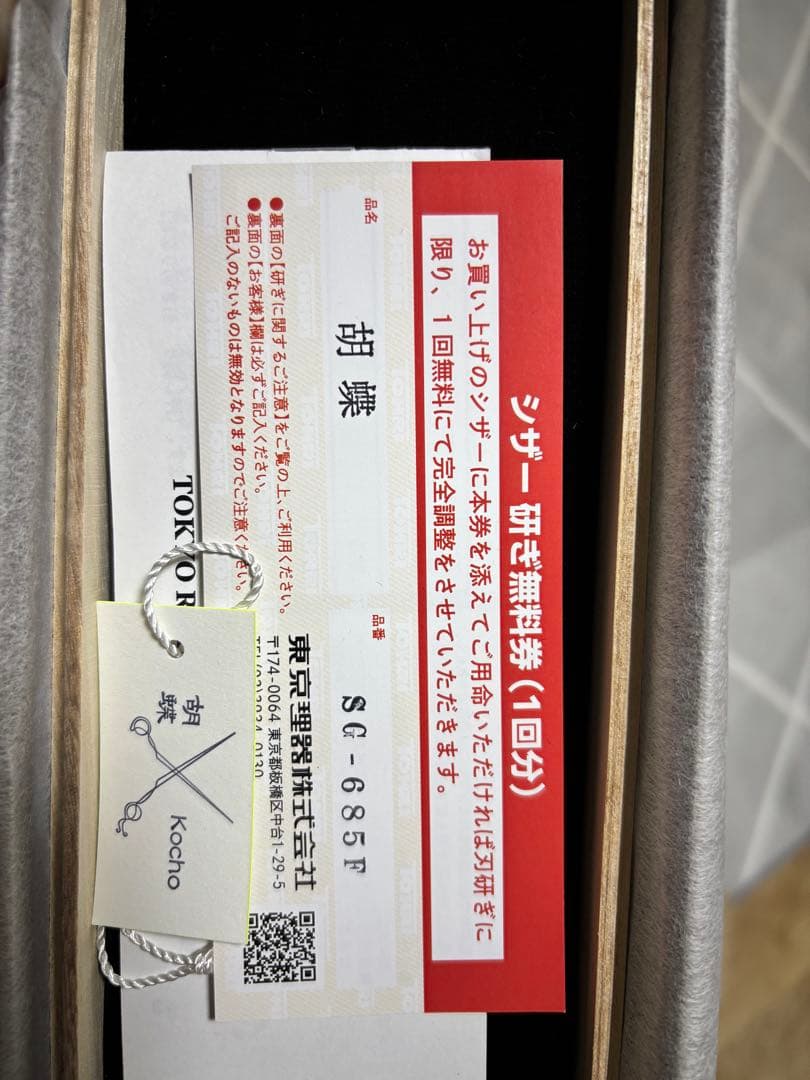 シザー 研ぎ無料券(1回分)
お買い上げのシザーに本券を添えてご用命いただければ刃研ぎに
限り、1回無料にて完全調整をさせていただきます。
品名
胡蝶
品番
SG-685F
●裏面の【研ぎに関するご注意】をご覧の上、ご利用ください。
●裏面の【お客様】欄は必ずご記入ください。
ご記入のないものは無効となりますのでご注意ください。
東京理器株式会社
〒174-0064 東京都板橋区中台1-29-5
TEL(03)3934-0130
TOKYO R
胡蝶
Kocho